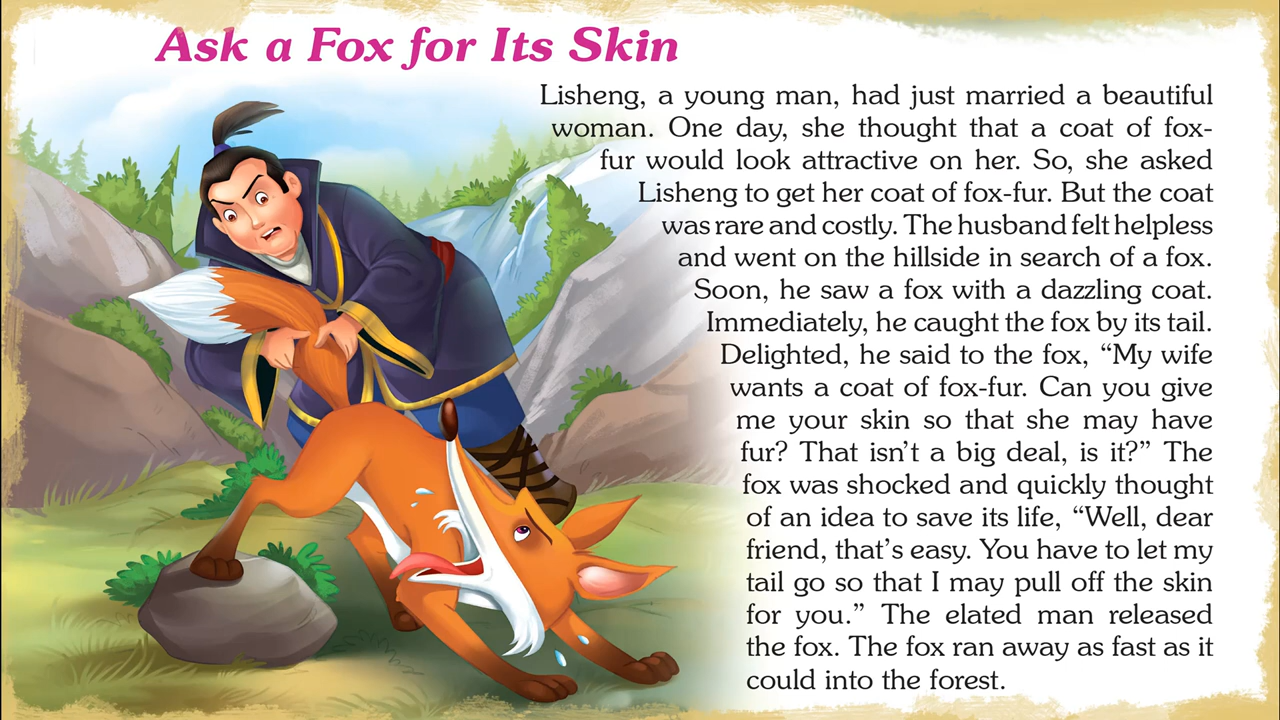 Ask a Fox for Its Skin
Lisheng, a young man, had just married a beautiful
woman. One day, she thought that a coat of fox-
fur would look attractive on her. So, she asked
Lisheng to get her coat of fox-fur. But the coat
was rare and costly. The husband felt helpless
and went on the hillside in search of a fox.
Soon, he saw a fox with a dazzling coat.
Immediately, he caught the fox by its tail.
Delighted, he said to the fox, “My wife
wants a coat of fox-fur. Can you give
me your skin so that she may have
fur? That isn’t a big deal, is it?” The
fox was shocked and quickly thought
of an idea to save its life, “Well, dear
friend, that’s easy. You have to let my
tail go so that I may pull off the skin
for you.” The elated man released
the fox. The fox ran away as fast as it
could into the forest.